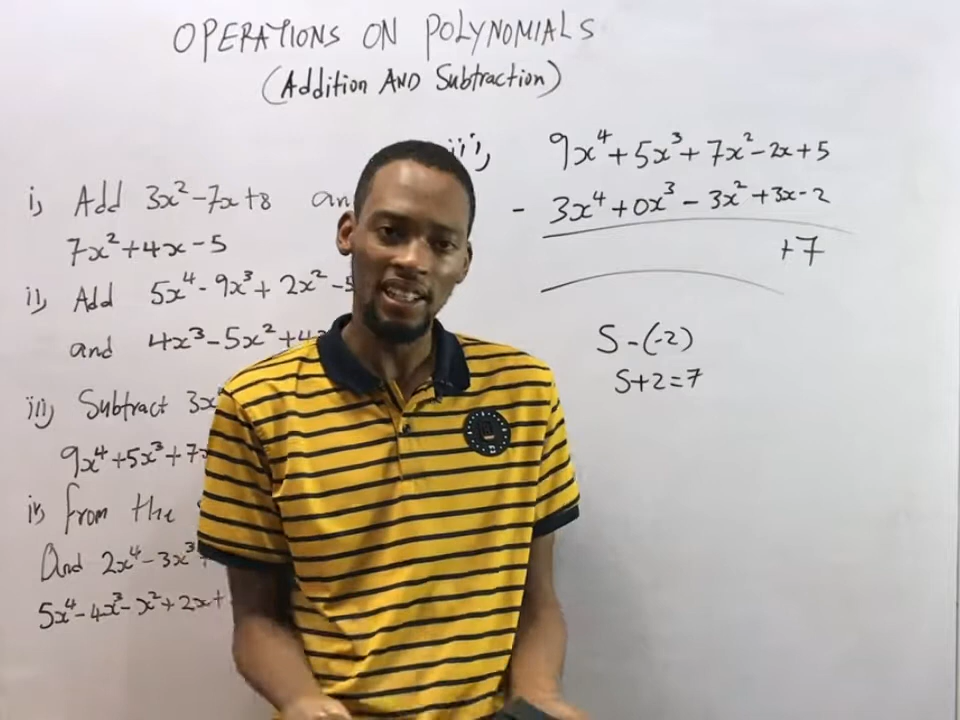 OPERATIONS ON POLYNOMIALS
(Addition AND Subtraction)
i) Add 3x²-7x+8 an
7x²+4x-5
ii) Add 5x⁴-9x³+2x²-5
and 4x³-5x²+4
iii) Subtract 3x
9x⁴+5x³+7
iv) from the
And 2x⁴-3x³
5x⁴-4x³-x²+2x+
iii) 9x⁴+5x³+7x²-2x+5
- 3x⁴+0x³-3x²+3x-2
+7
5-(-2)
5+2=7